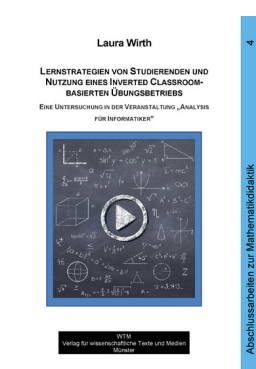 Laura Wirth
4
LERNSTRATEGIEN VON STUDIERENDEN UND
NUTZUNG EINES INVERTED CLASSROOM-
BASIERTEN ÜBUNGSBETRIEBS
EINE UNTERSUCHUNG IN DER VERANSTALTUNG „ANALYSIS
FÜR INFORMATIKER"
WTM
Verlag für wissenschaftliche Texte und Medien
Münster
Abschlussarbeiten zur Mathematikdidaktik